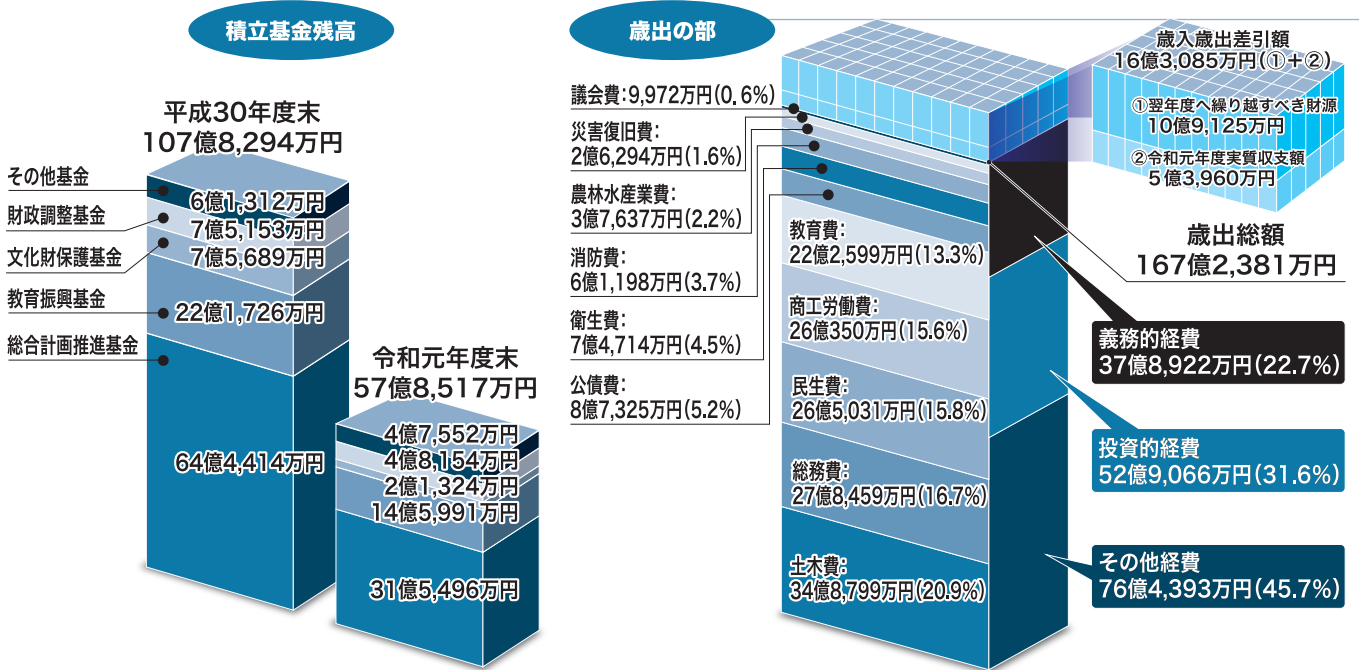 積立基金残高
平成30年度末
107億8,294万円
その他基金
財政調整基金
文化財保護基金
教育振興基金
総合計画推進基金
6億1,312万円
7億5,153万円
7億5,689万円
22億1,726万円
64億4,414万円
令和元年度末
57億8,517万円
4億7,552万円
4億8,154万円
2億1,324万円
14億5,991万円
31億5,496万円
歳出の部
議会費:9,972万円(0.6%)
災害復旧費:
2億6,294万円(1.6%)
農林水産業費:
3億7,637万円(2.2%)
消防費:
6億1,198万円(3.7%)
衛生費:
7億4,714万円(4.5%)
公債費:
8億7,325万円(5.2%)
教育費:
22億2,599万円(13.3%)
商工労働費:
26億350万円(15.6%)
民生費:
26億5,031万円(15.8%)
総務費:
27億8,459万円(16.7%)
土木費:
34億8,799万円(20.9%)
歳入歳出差引額
16億3,085万円(①+②)
①翌年度へ繰り越すべき財源
10億9,125万円
②令和元年度実質収支額
5億3,960万円
歳出総額
167億2,381万円
義務的経費
37億8,922万円(22.7%)
投資的経費
52億9,066万円(31.6%)
その他経費
76億4,393万円(45.7%)